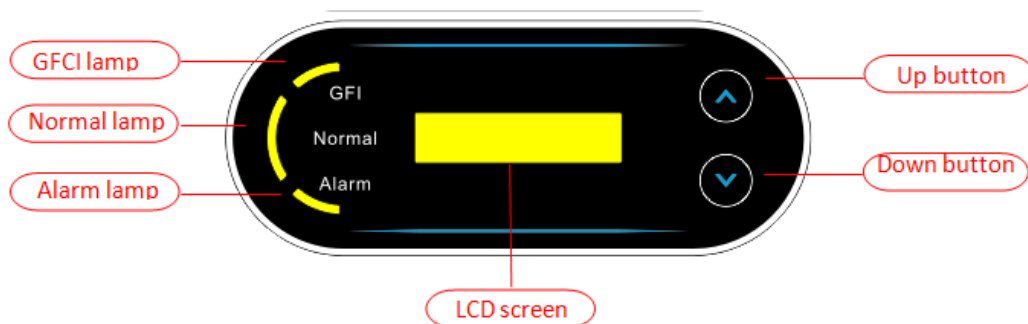 GFCI lamp
GFI
Up button
Normal lamp
Normal
Alarm lamp
Alarm
Down button
LCD screen